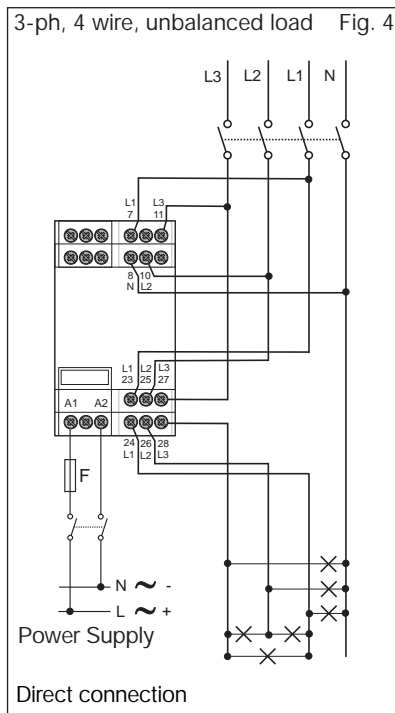 3-ph, 4 wire, unbalanced load Fig. 4
L3 L2 L1 N
L1 L3
7 11
8 10
N L2
L1 L2 L3
23 25 27
A1 A2
24 26 28
L1 L2 L3
F
N ~ -
L ~ +
Power Supply
Direct connection